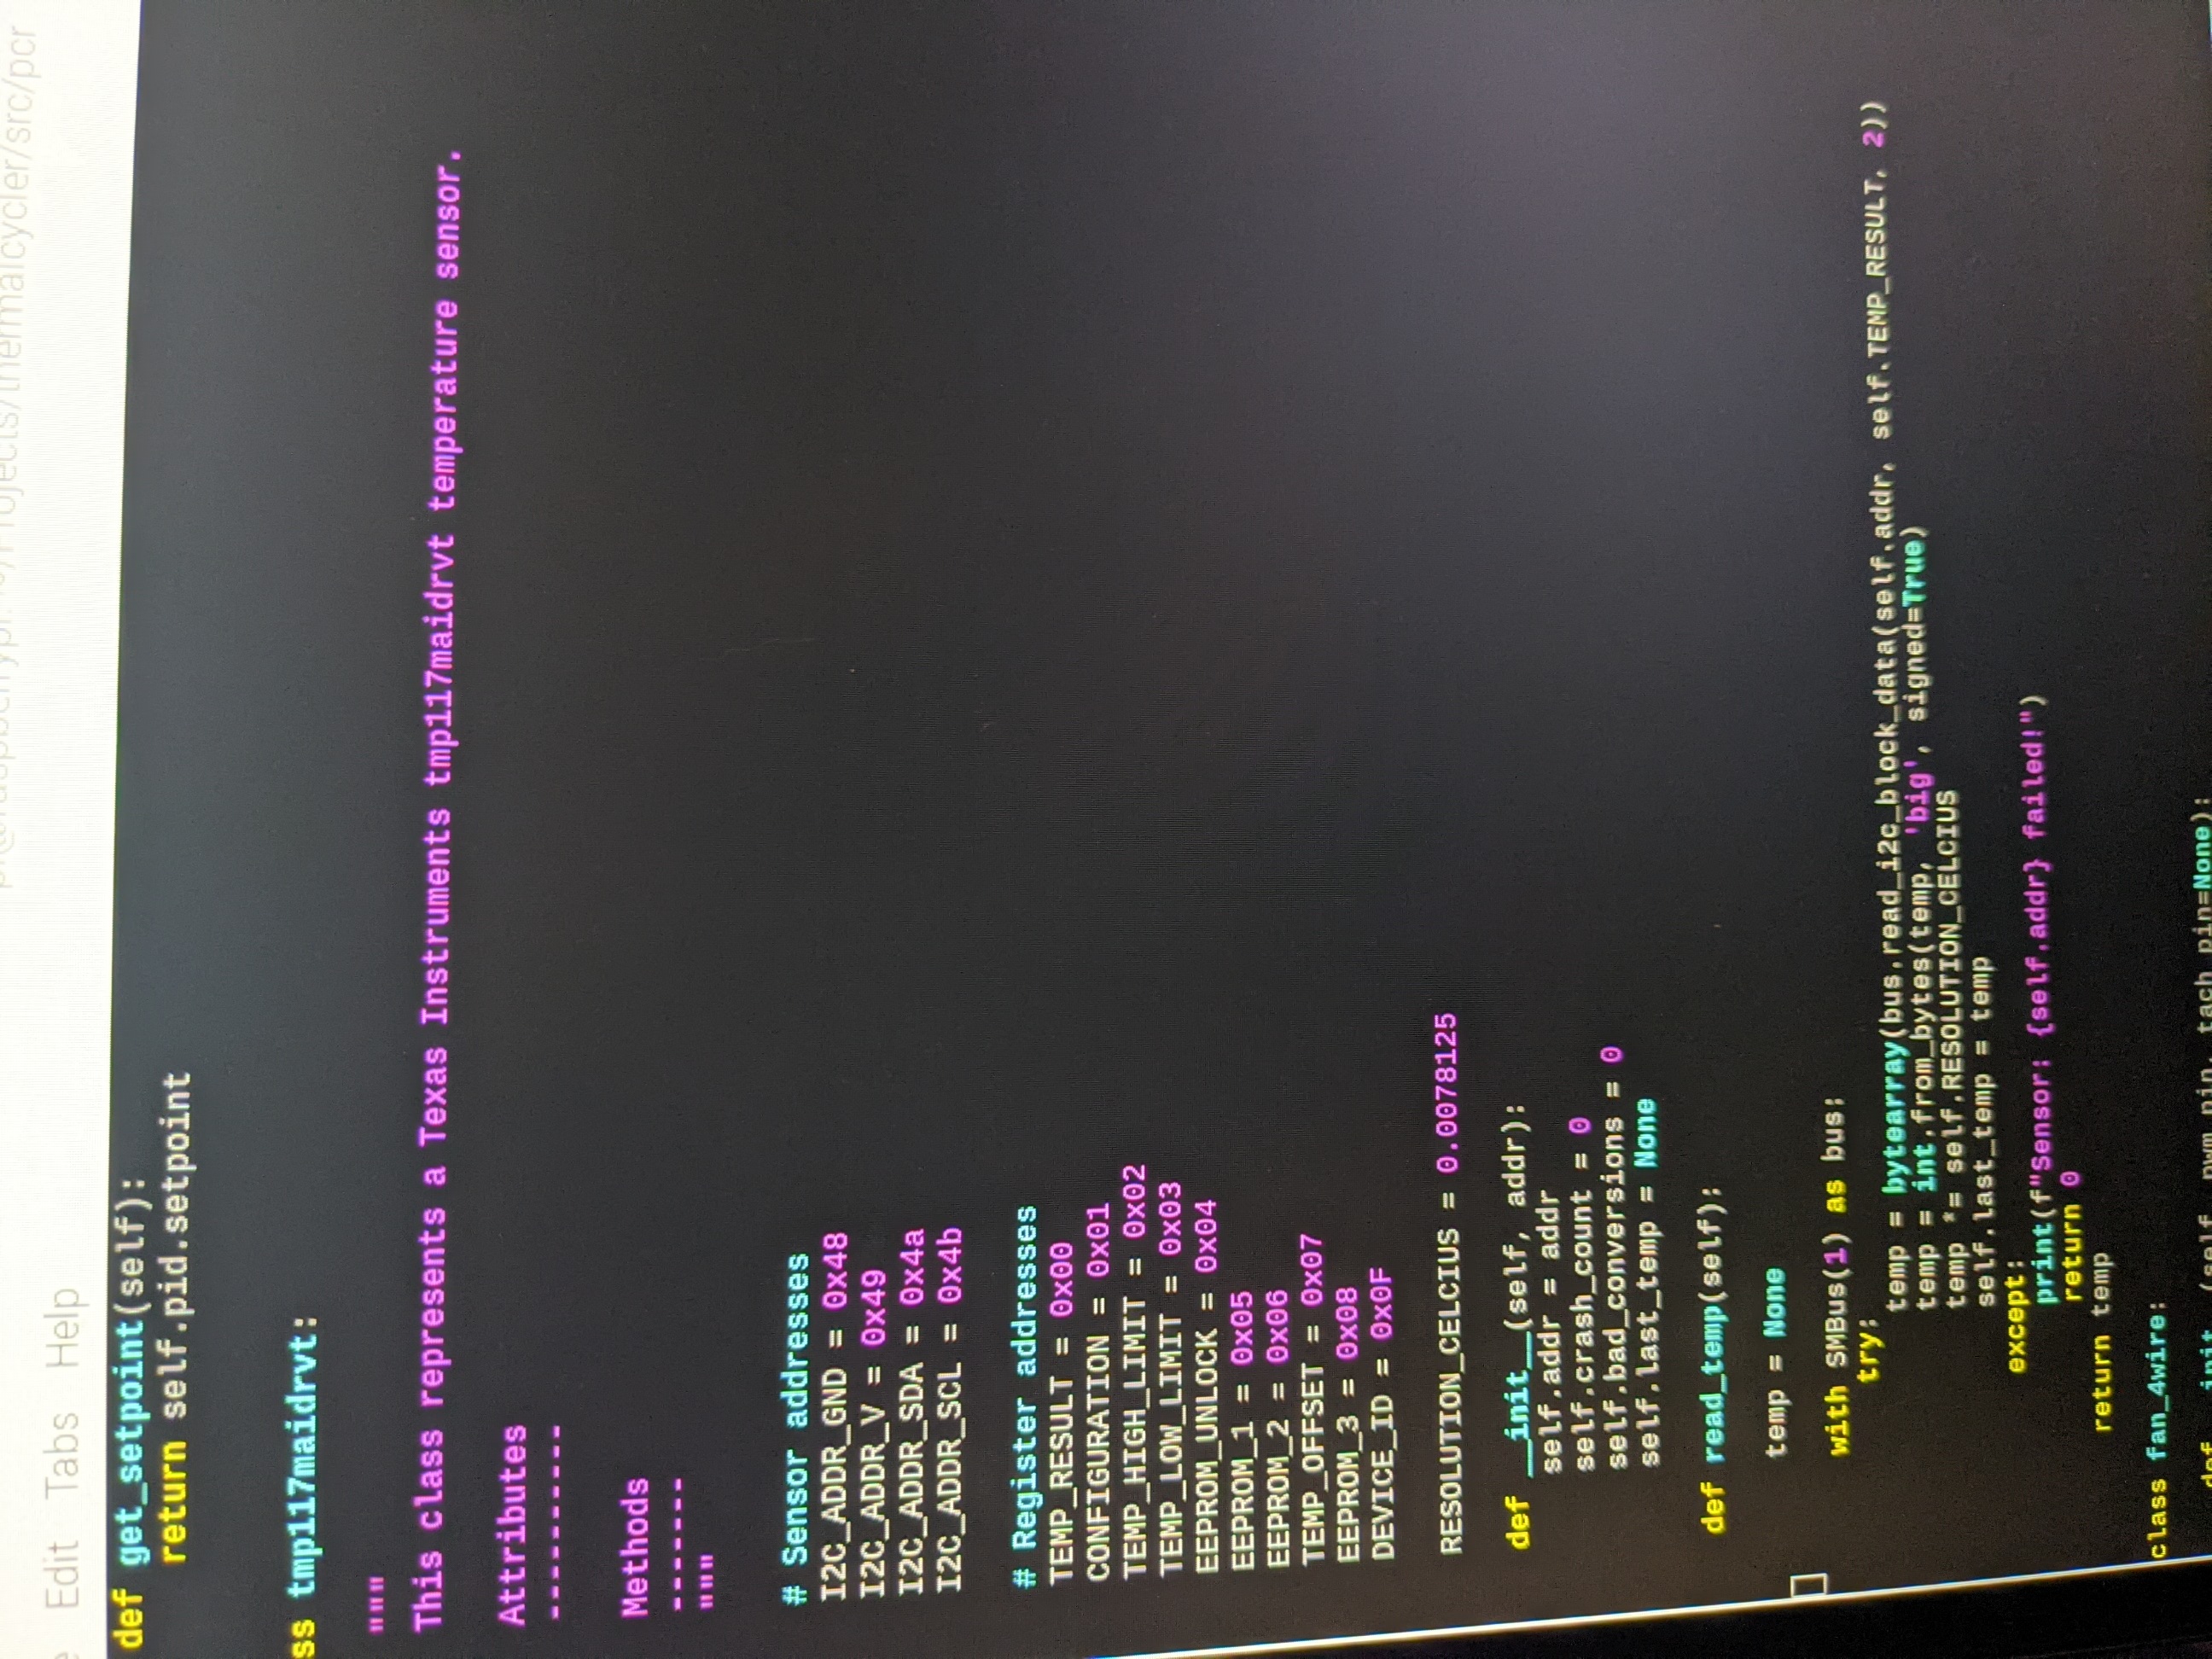 Edit Tabs Help
def get_setpoint(self):
return self.pid.setpoint
ss tmp117maidrvt:
"""
This class represents a Texas Instruments tmp117maidrvt temperature sensor.
Attributes
----------
Methods
-------
"""
# Sensor addresses
I2C_ADDR_GND = 0x48
I2C_ADDR_V = 0x49
I2C_ADDR_SDA = 0x4a
I2C_ADDR_SCL = 0x4b
# Register addresses
TEMP_RESULT = 0x00
CONFIGURATION = 0x01
TEMP_HIGH_LIMIT = 0x02
TEMP_LOW_LIMIT = 0x03
EEPROM_UNLOCK = 0x04
EEPROM_1 = 0x05
EEPROM_2 = 0x06
TEMP_OFFSET = 0x07
EEPROM_3 = 0x08
DEVICE_ID = 0x0F
RESOLUTION_CELCIUS = 0.0078125
def __init__(self, addr):
self.addr = addr
self.crash_count = 0
self.bad_conversions = 0
self.last_temp = None
def read_temp(self):
temp = None
with SMBus(1) as bus:
try:
temp = bytearray(bus.read_i2c_block_data(self.addr, self.TEMP_RESULT, 2))
temp = int.from_bytes(temp, 'big', signed=True)
temp *= self.RESOLUTION_CELCIUS
self.last_temp = temp
except:
print(f"Sensor: {self.addr} failed!")
return 0
return temp
class fan_4wire:
def __init__(self, pwm_pin, tach_pin=None):